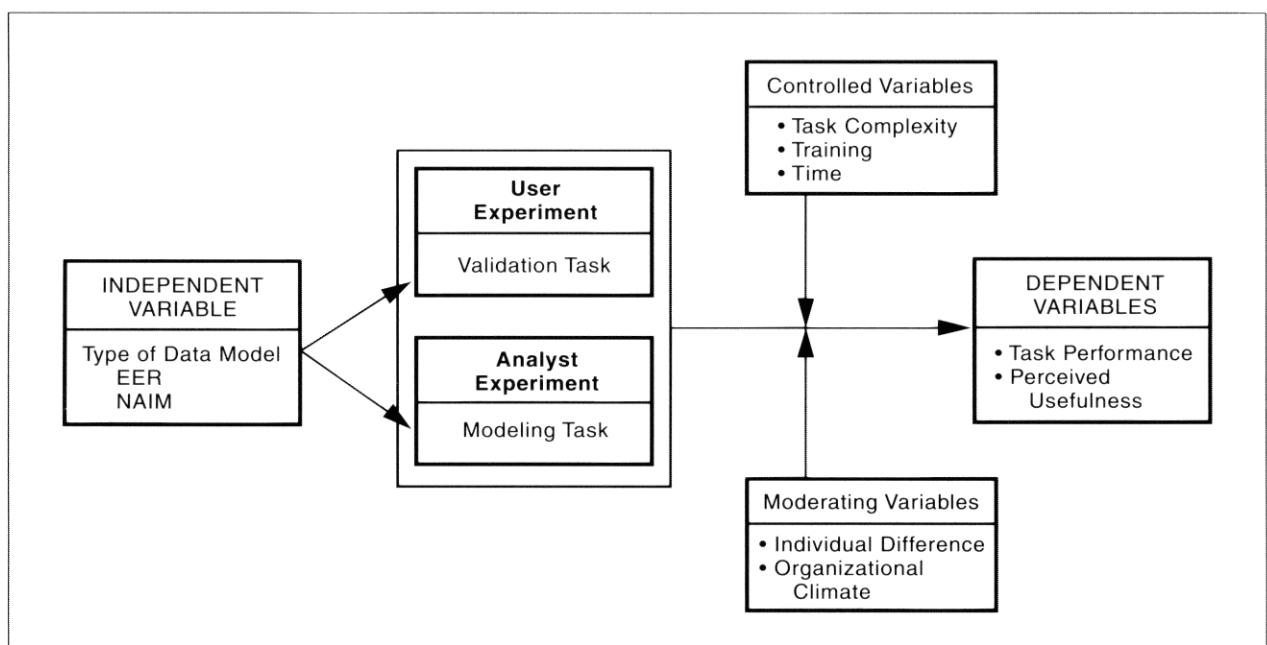 INDEPENDENT
VARIABLE
Type of Data Model
EER
NAIM
User
Experiment
Validation Task
Analyst
Experiment
Modeling Task
Controlled Variables
• Task Complexity
• Training
• Time
Moderating Variables
• Individual Difference
• Organizational
Climate
DEPENDENT
VARIABLES
• Task Performance
• Perceived
Usefulness